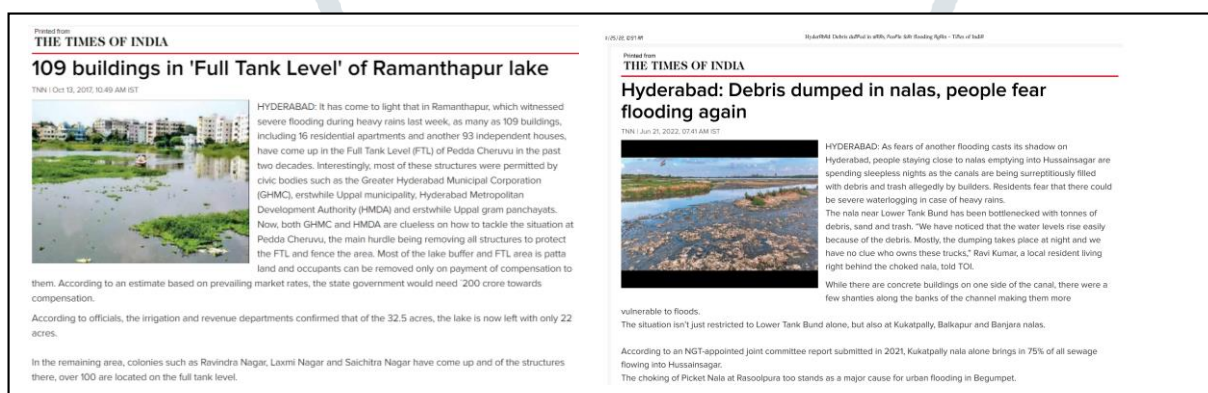 Printed from
THE TIMES OF INDIA
109 buildings in 'Full Tank Level' of Ramanthapur lake
TNN | Oct 13, 2017, 10.49 AM IST
HYDERABAD: It has come to light that in Ramanthapur, which witnessed
severe flooding during heavy rains last week, as many as 109 buildings,
including 16 residential apartments and another 93 independent houses,
have come up in the Full Tank Level (FTL) of Pedda Cheruvu in the past
two decades. Interestingly, most of these structures were permitted by
civic bodies such as the Greater Hyderabad Municipal Corporation
(GHMC), erstwhile Uppal municipality, Hyderabad Metropolitan
Development Authority (HMDA) and erstwhile Uppal gram panchayats.
Now, both GHMC and HMDA are clueless on how to tackle the situation at
Pedda Cheruvu, the main hurdle being removing all structures to protect
the FTL and fence the area. Most of the lake buffer and FTL area is patta
land and occupants can be removed only on payment of compensation to
them. According to an estimate based on prevailing market rates, the state government would need `200 crore towards
compensation.
According to officials, the irrigation and revenue departments confirmed that of the 32.5 acres, the lake is now left with only 22
acres.
In the remaining area, colonies such as Ravindra Nagar, Laxmi Nagar and Saichitra Nagar have come up and of the structures
there, over 100 are located on the full tank level.
Hyderabad: Debris dumped in nalas, people fear flooding again - Times of India
Printed from
THE TIMES OF INDIA
Hyderabad: Debris dumped in nalas, people fear
flooding again
TNN | Jun 21, 2022, 07.41 AM IST
HYDERABAD: As fears of another flooding casts its shadow on
Hyderabad, people staying close to nalas emptying into Hussainsagar are
spending sleepless nights as the canals are being surreptitiously filled
with debris and trash allegedly by builders. Residents fear that there could
be severe waterlogging in case of heavy rains.
The nala near Lower Tank Bund has been bottlenecked with tonnes of
debris, sand and trash. "We have noticed that the water levels rise easily
because of the debris. Mostly, the dumping takes place at night and we
have no clue who owns these trucks," Ravi Kumar, a local resident living
right behind the choked nala, told TOI.
While there are concrete buildings on one side of the canal, there were a
few shanties along the banks of the channel making them more
vulnerable to floods.
The situation isn't just restricted to Lower Tank Bund alone, but also at Kukatpally, Balkapur and Banjara nalas.
According to an NGT-appointed joint committee report submitted in 2021, Kukatpally nala alone brings in 75% of all sewage
flowing into Hussainsagar.
The choking of Picket Nala at Rasoolpura too stands as a major cause for urban flooding in Begumpet.